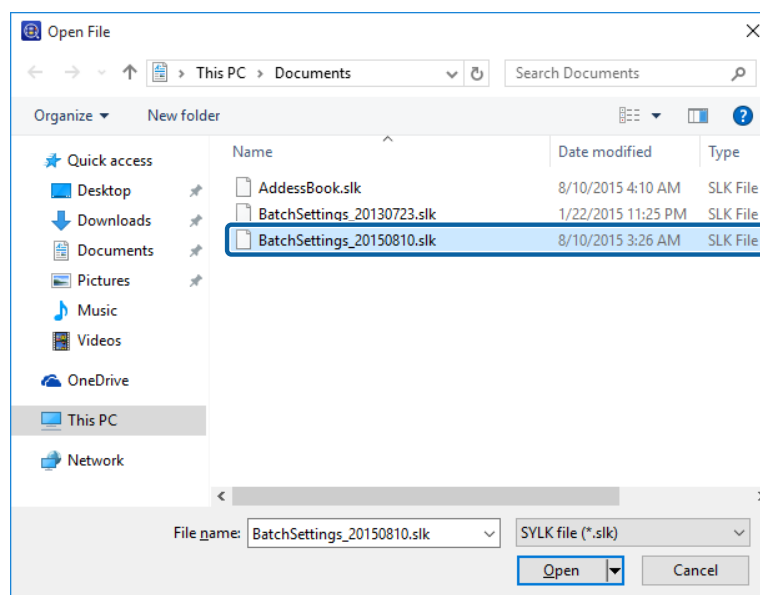 Open File
This PC > Documents
Search Documents
Organize
New folder
Quick access
Desktop
Downloads
Documents
Pictures
Music
Videos
OneDrive
This PC
Network
Name Date modified Type
AddessBook.slk 8/10/2015 4:10 AM SLK File
BatchSettings_20130723.slk 1/22/2015 11:25 PM SLK File
BatchSettings_20150810.slk 8/10/2015 3:26 AM SLK File
File name: BatchSettings_20150810.slk SYLK file (*.slk)
Open Cancel